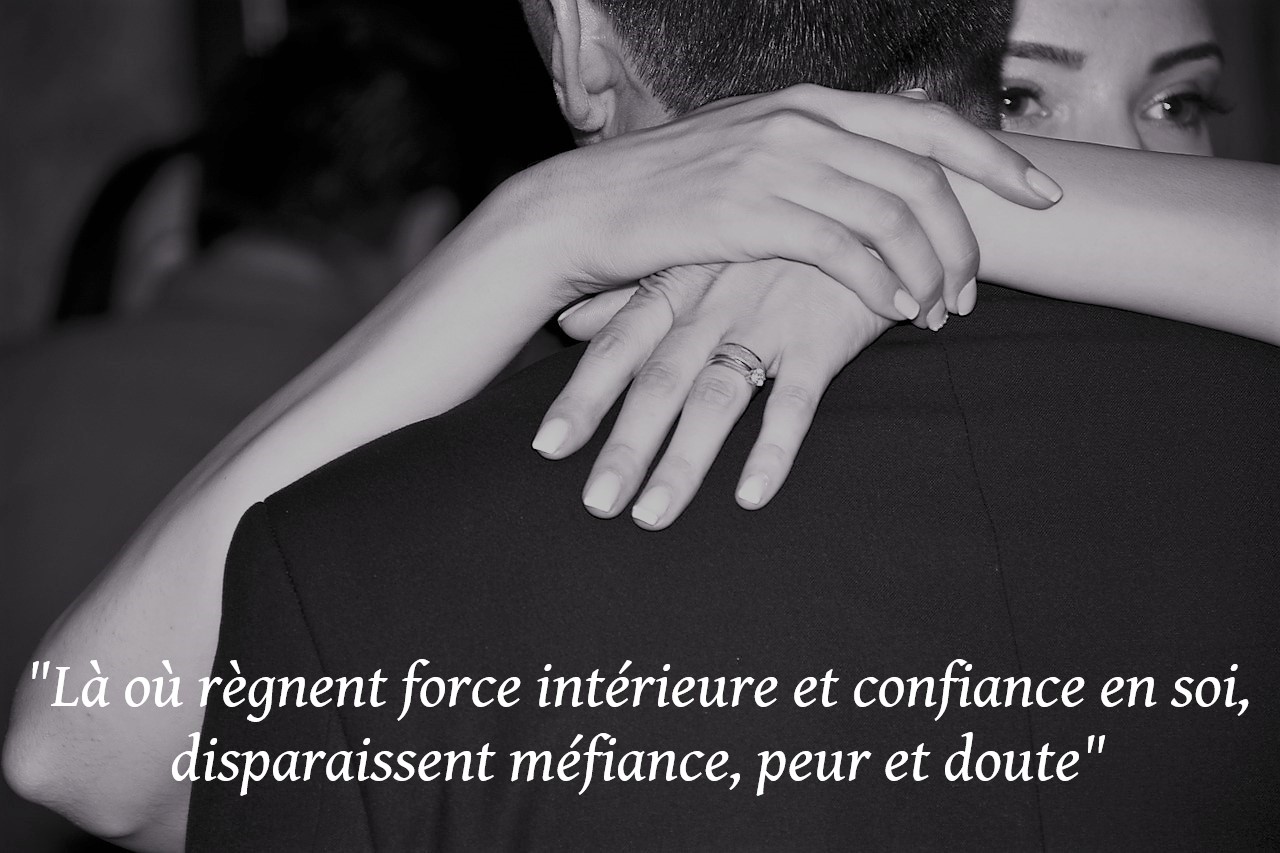 "Là où règnent force intérieure et confiance en soi,
disparaissent méfiance, peur et doute"